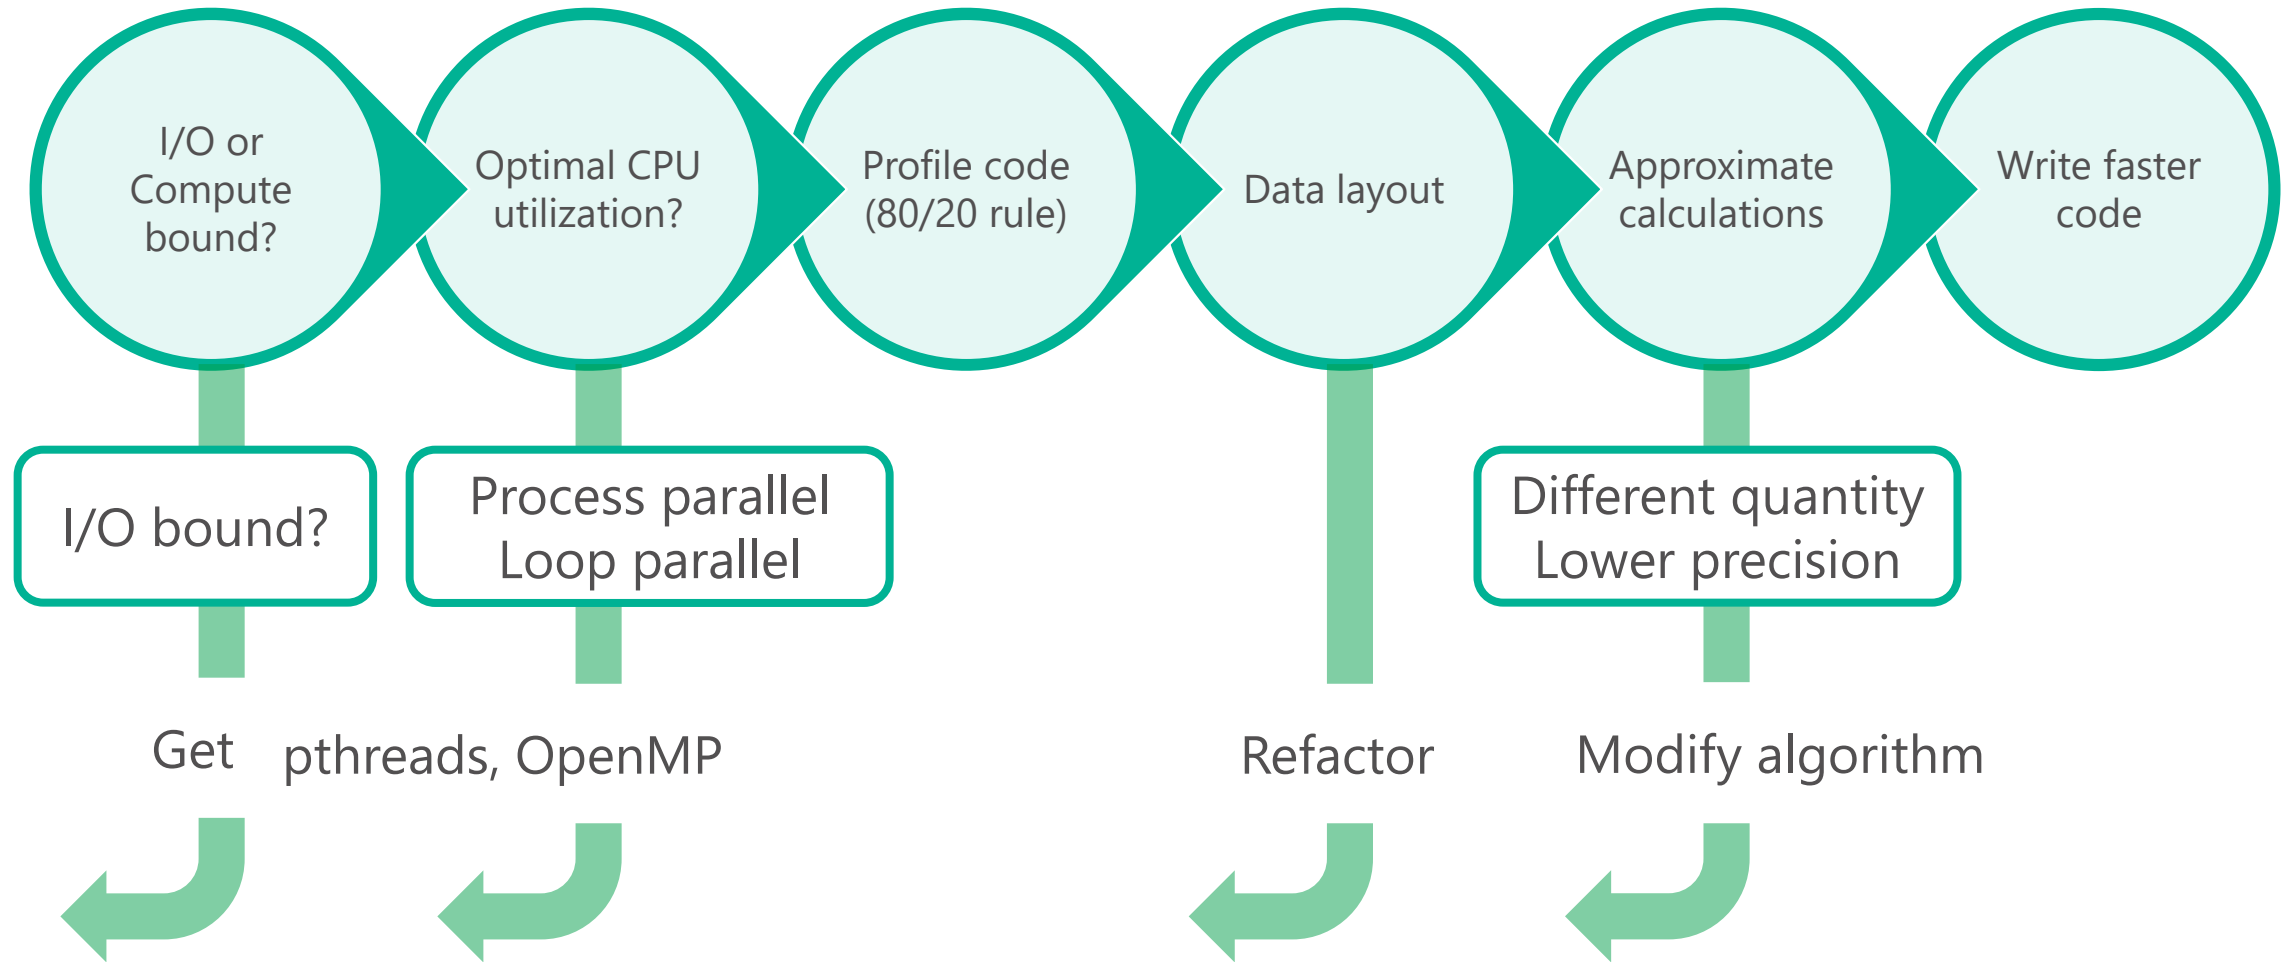 I/O or
Compute
bound?
Optimal CPU
utilization?
Profile code
(80/20 rule)
Data layout
Approximate
calculations
Write faster
code
I/O bound?
Process parallel
Loop parallel
Different quantity
Lower precision
Get
pthreads, OpenMP
Refactor
Modify algorithm